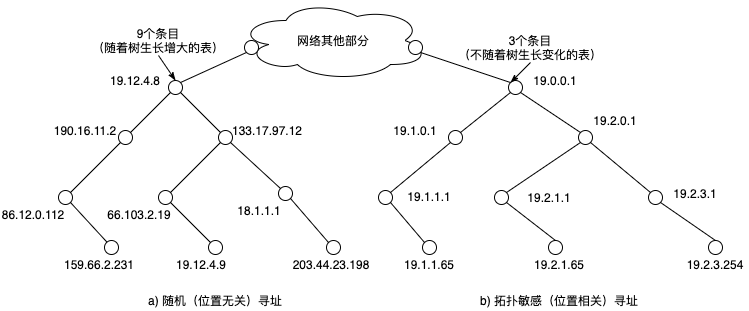 9个条目
（随着树生长增大的表）
网络其他部分
3个条目
（不随着树生长变化的表）
19.12.4.8
19.0.0.1
190.16.11.2
133.17.97.12
19.1.0.1
19.2.0.1
86.12.0.112
66.103.2.19
18.1.1.1
19.1.1.1
19.2.1.1
19.2.3.1
159.66.2.231
19.12.4.9
203.44.23.198
19.1.1.65
19.2.1.65
19.2.3.254
a) 随机（位置无关）寻址
b) 拓扑敏感（位置相关）寻址